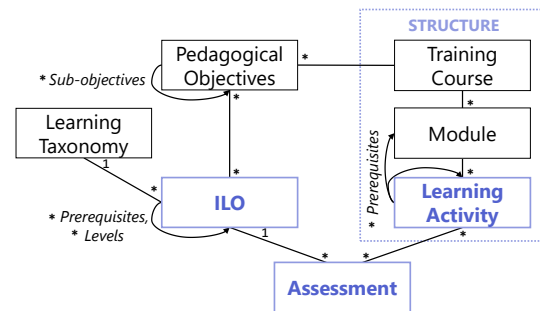 STRUCTURE
Pedagogical
Objectives
*
Training
Course
* Sub-objectives
*
*
Learning
Taxonomy
Module
1
*
*
*
ILO
Learning
Activity
* Prerequisites
* Prerequisites,
* Levels
1
*
*
*
Assessment